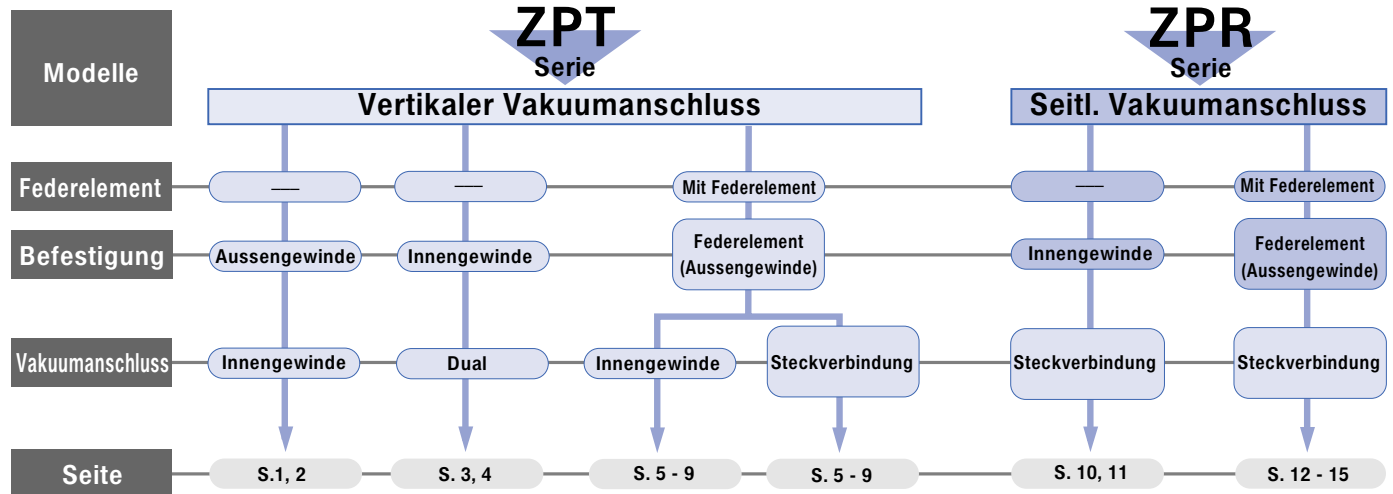 ZPT
Serie
ZPR
Serie
Modelle
Vertikaler Vakuumanschluss
Seitl. Vakuumanschluss
Federelement
—
—
Mit Federelement
—
Mit Federelement
Befestigung
Aussengewinde
Innengewinde
Federelement
(Aussengewinde)
Innengewinde
Federelement
(Aussengewinde)
Vakuumanschluss
Innengewinde
Dual
Innengewinde
Steckverbindung
Steckverbindung
Steckverbindung
Seite
S.1, 2
S. 3, 4
S. 5 - 9
S. 5 - 9
S. 10, 11
S. 12 - 15